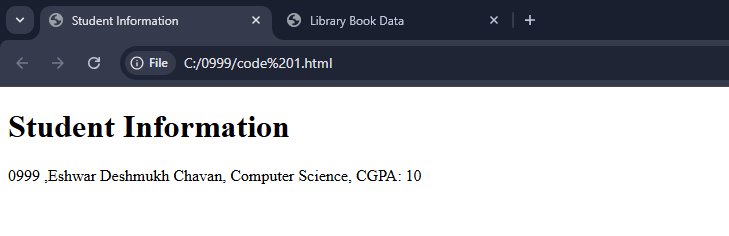 Student Information
Library Book Data
File
C:/0999/code%201.html
Student Information
0999 ,Eshwar Deshmukh Chavan, Computer Science, CGPA: 10